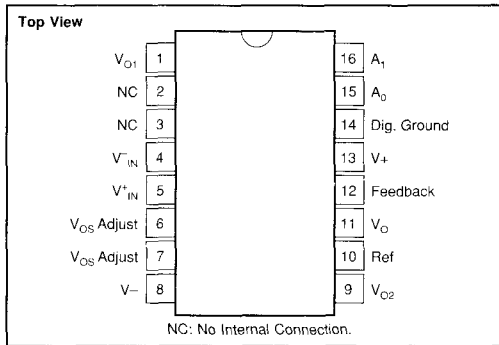 Top View
V_O1 1 16 A_1
NC 2 15 A_0
NC 3 14 Dig. Ground
V⁻_IN 4 13 V+
V⁺_IN 5 12 Feedback
V_OS Adjust 6 11 V_O
V_OS Adjust 7 10 Ref
V− 8 9 V_O2
NC: No Internal Connection.